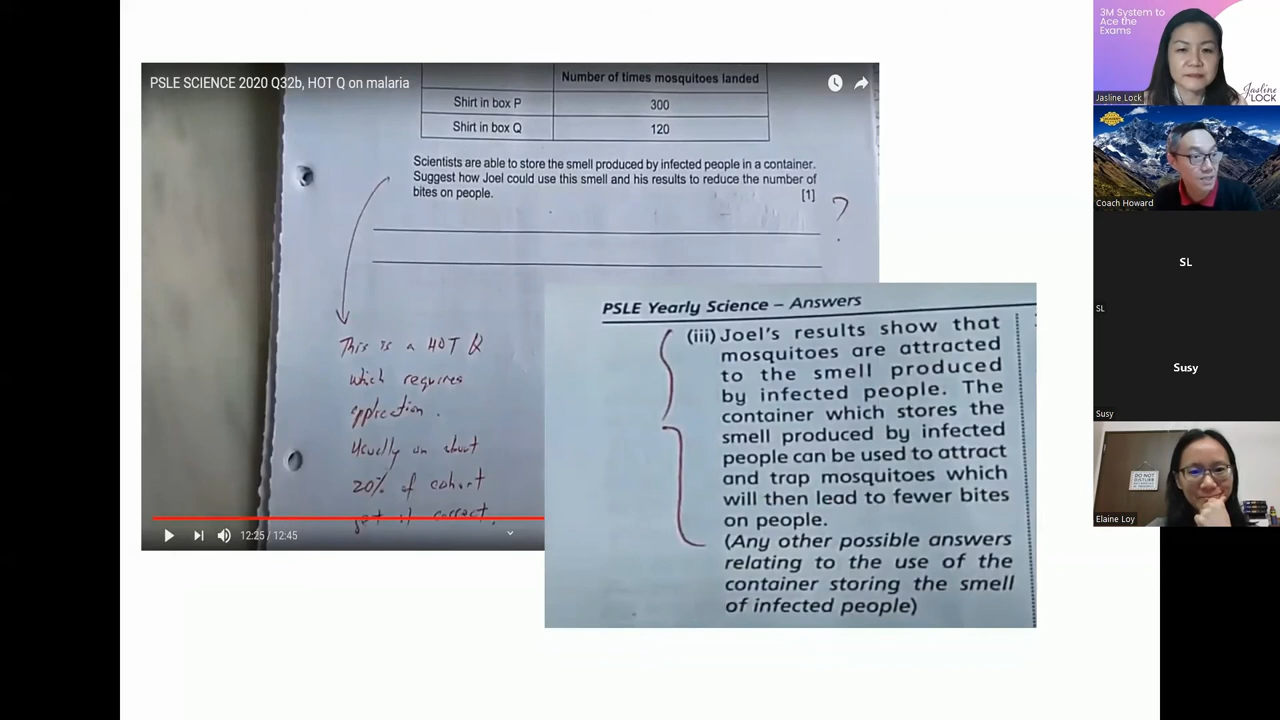 PSLE SCIENCE 2020 Q32b, HOT Q on malaria
Number of times mosquitoes landed
Shirt in box P 300
Shirt in box Q 120
Scientists are able to store the smell produced by infected people in a container.
Suggest how Joel could use this smell and his results to reduce the number of
bites on people. [1]
?
This is a HOT Q
which requires
application.
Usually on about
20% of cohort
get it correct.
12:25 / 12:45
PSLE Yearly Science – Answers
(iii) Joel's results show that
mosquitoes are attracted
to the smell produced
by infected people. The
container which stores the
smell produced by infected
people can be used to attract
and trap mosquitoes which
will then lead to fewer bites
on people.
(Any other possible answers
relating to the use of the
container storing the smell
of infected people)
3M System to
Ace the
Exams
Jasline
LOCK
Jasline Lock
Coach Howard
SL
SL
Susy
Susy
DO NOT
DISTURB
Elaine Loy